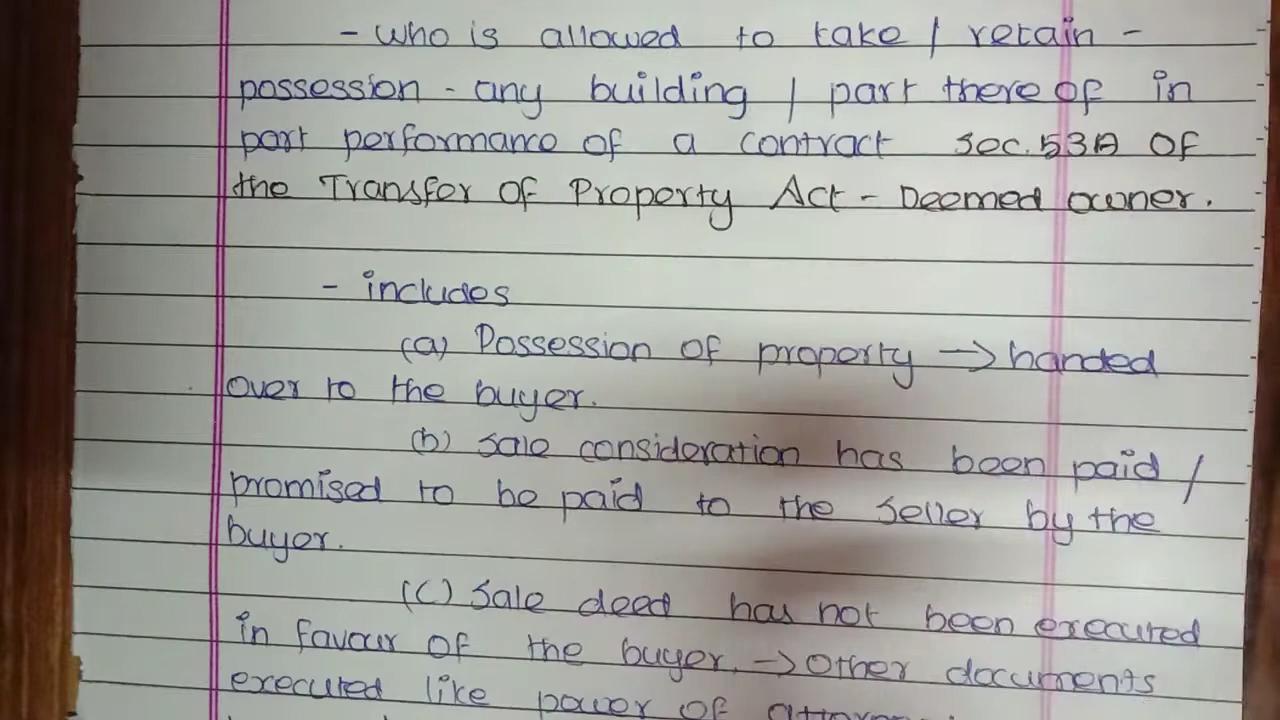 - who is allowed to take / retain -
possession - any building / part there of in
part performance of a contract Sec.53A of
the Transfer of Property Act - Deemed owner.
- includes
(a) Possession of property → handed
over to the buyer.
(b) sale consideration has been paid /
promised to be paid to the seller by the
buyer.
(c) Sale deed has not been executed
in favour of the buyer. → Other documents
executed like power of